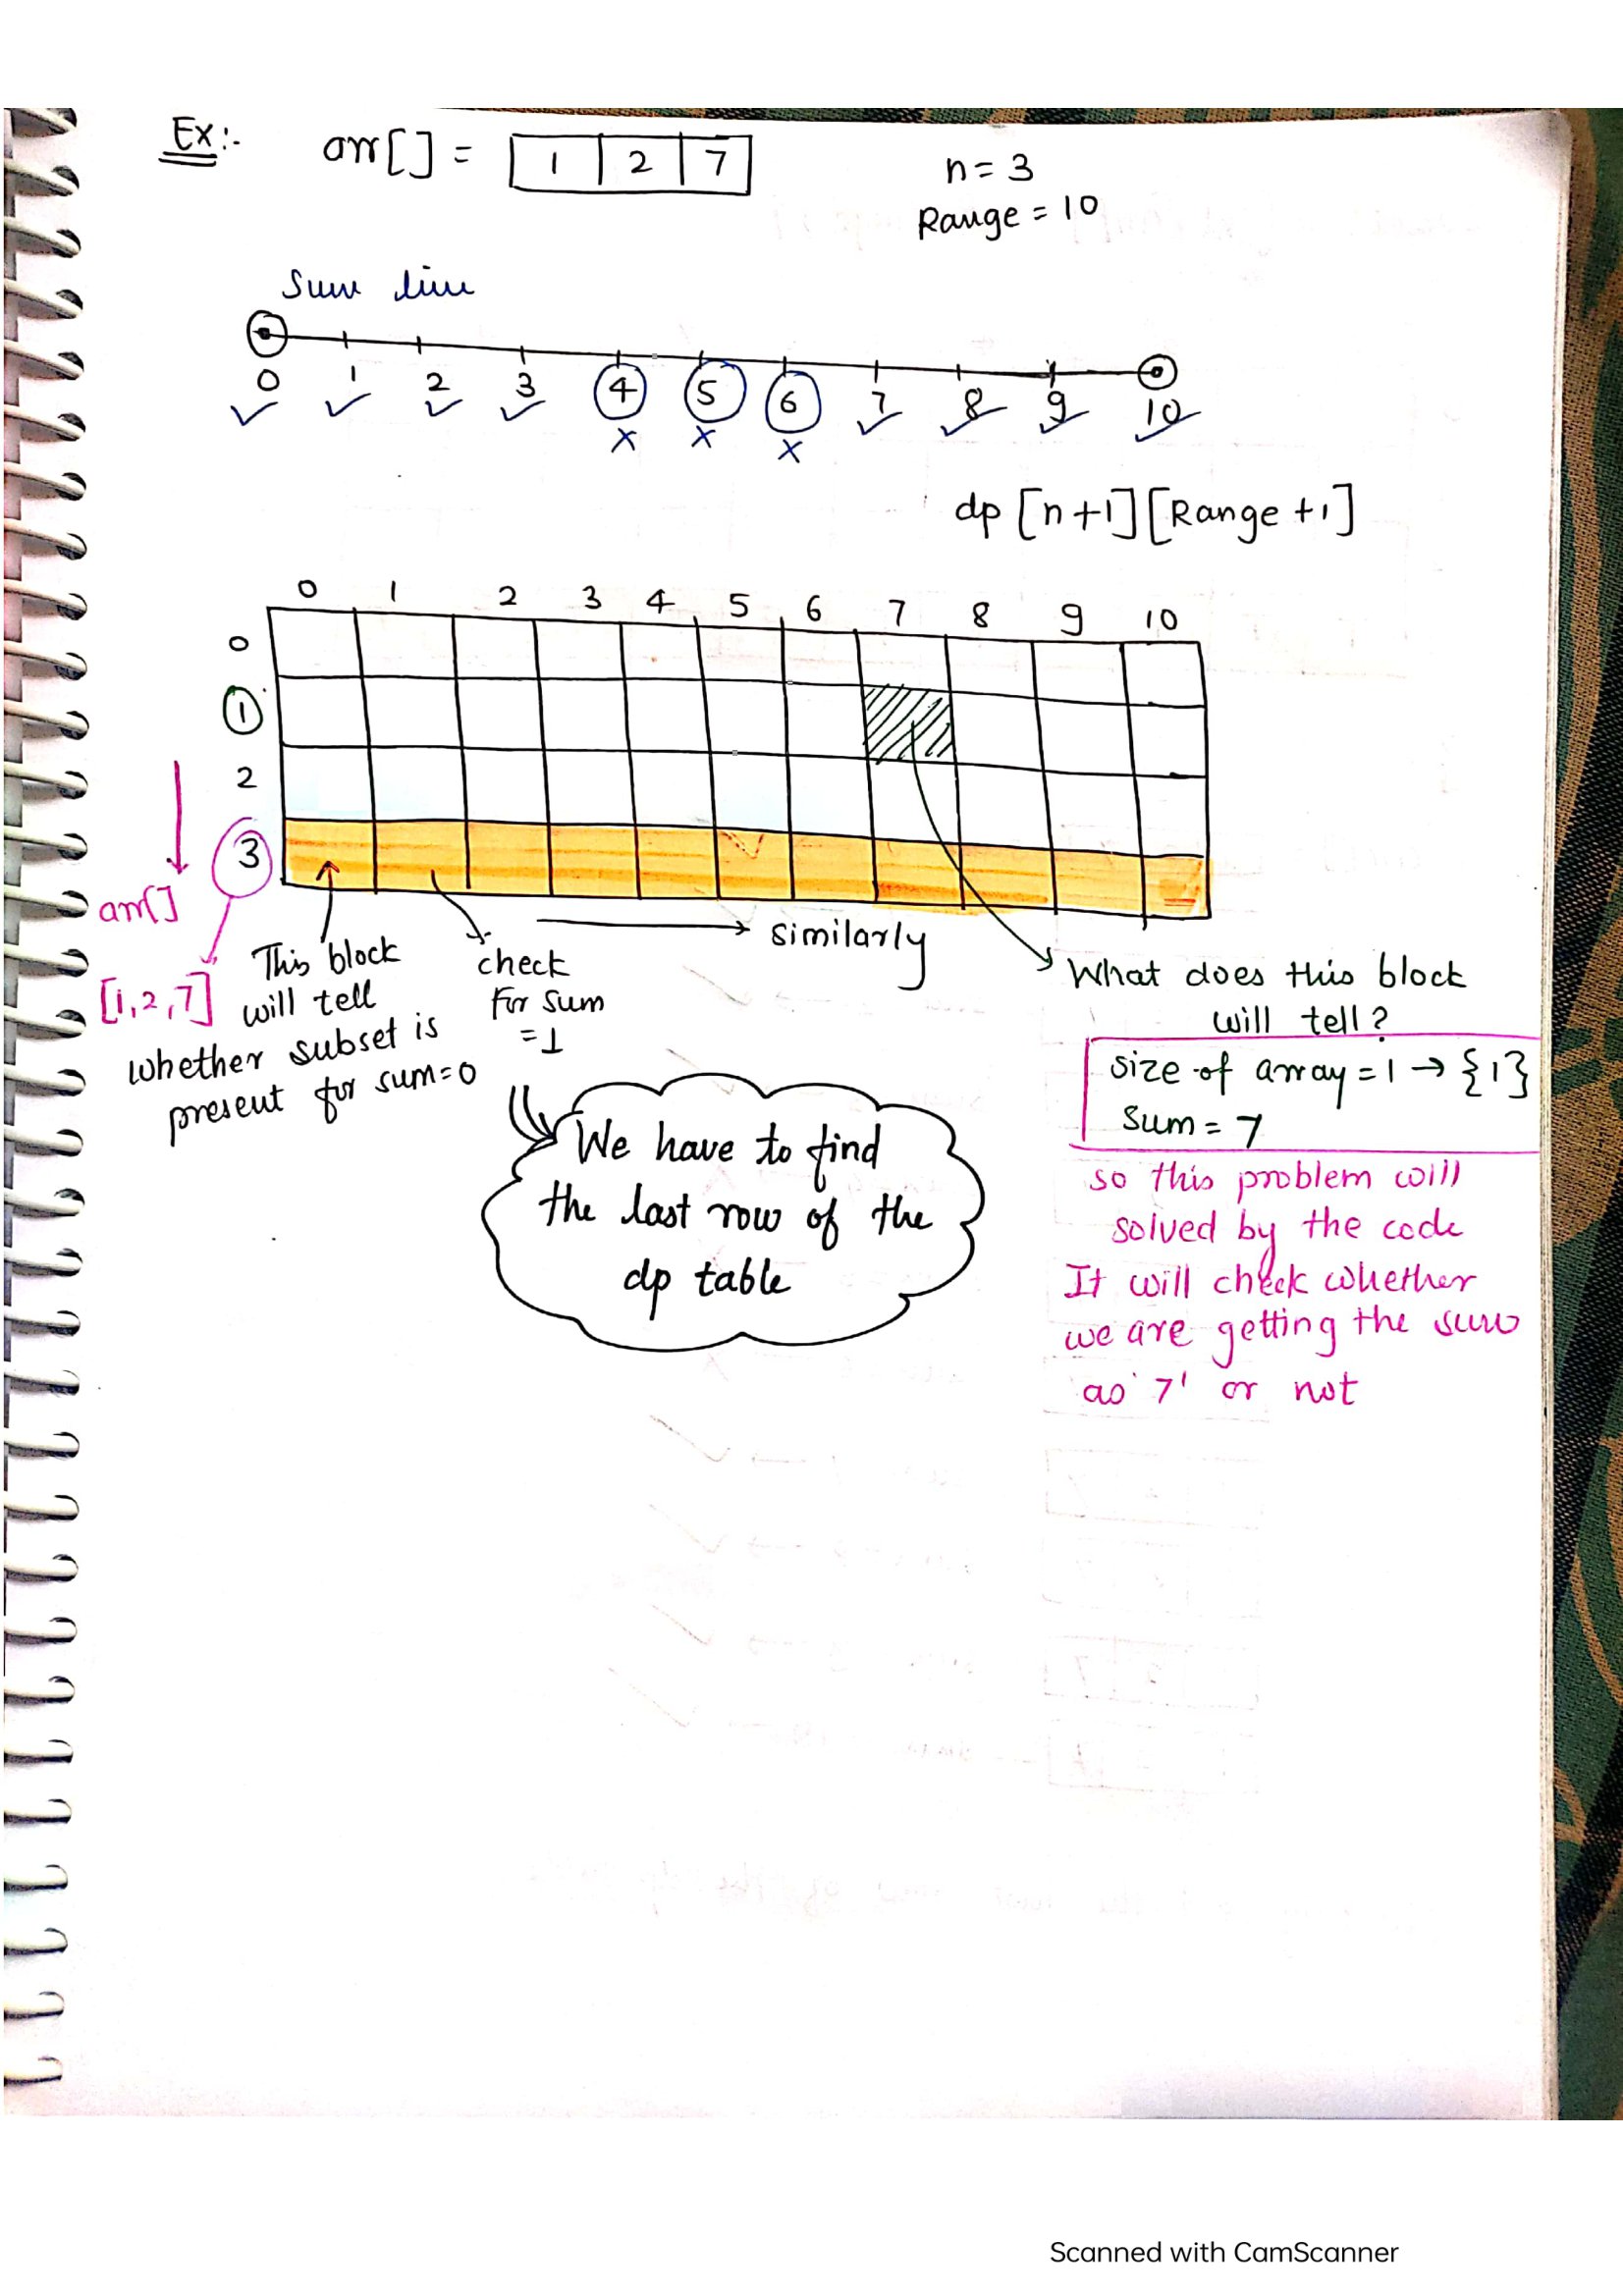 Ex:-
arr[] = 1 2 7
n = 3
Range = 10
Sum line
0 1 2 3 4 5 6 7 8 9 10
✓ ✓ ✓ ✓ x x x ✓ ✓ ✓ ✓
dp [n+1][Range+1]
0 1 2 3 4 5 6 7 8 9 10
0
1
2
3
arr[]
[1,2,7]
This block
will tell
whether subset is
present for sum=0
check
for sum
=1
→ similarly
What does this block
will tell?
size of array = 1 → {1}
Sum = 7
so this problem will
solved by the code
It will check whether
we are getting the sum
as '7' or not
We have to find
the last row of the
dp table
Scanned with CamScanner